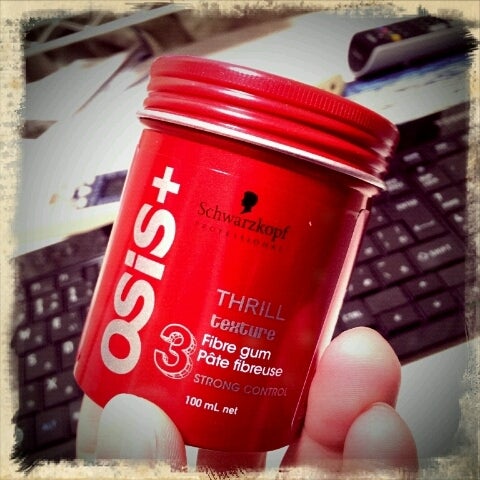 OSiS+
Schwarzkopf
PROFESSIONAL
THRILL
texture
3
Fibre gum
Pâte fibreuse
STRONG CONTROL
100 mL net